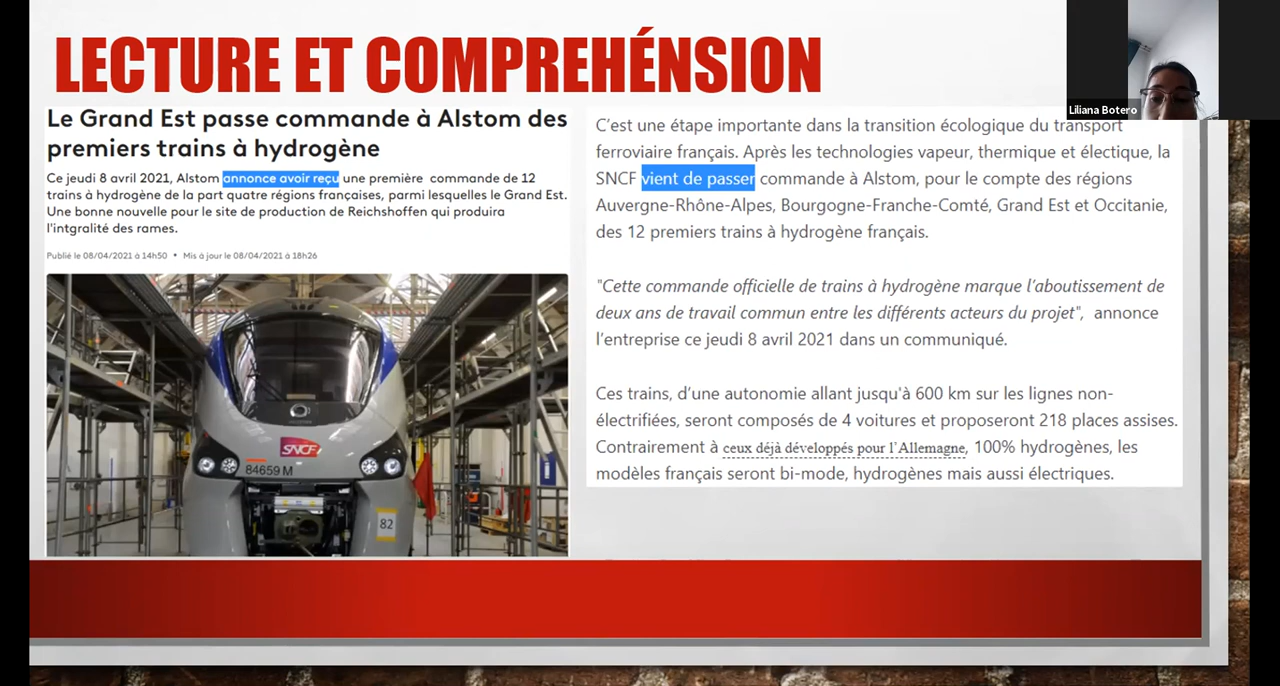 LECTURE ET COMPREHÉNSION
Liliana Botero
Le Grand Est passe commande à Alstom des
premiers trains à hydrogène
Ce jeudi 8 avril 2021, Alstom annonce avoir reçu une première commande de 12
trains à hydrogène de la part quatre régions françaises, parmi lesquelles le Grand Est.
Une bonne nouvelle pour le site de production de Reichshoffen qui produira
l'intgralité des rames.
Publié le 08/04/2021 à 14h50 • Mis à jour le 08/04/2021 à 18h26
SNCF
84659 M
82
C'est une étape importante dans la transition écologique du transport
ferroviaire français. Après les technologies vapeur, thermique et électique, la
SNCF vient de passer commande à Alstom, pour le compte des régions
Auvergne-Rhône-Alpes, Bourgogne-Franche-Comté, Grand Est et Occitanie,
des 12 premiers trains à hydrogène français.
"Cette commande officielle de trains à hydrogène marque l'aboutissement de
deux ans de travail commun entre les différents acteurs du projet", annonce
l'entreprise ce jeudi 8 avril 2021 dans un communiqué.
Ces trains, d'une autonomie allant jusqu'à 600 km sur les lignes non-
électrifiées, seront composés de 4 voitures et proposeront 218 places assises.
Contrairement à ceux déjà développés pour l'Allemagne, 100% hydrogènes, les
modèles français seront bi-mode, hydrogènes mais aussi électriques.